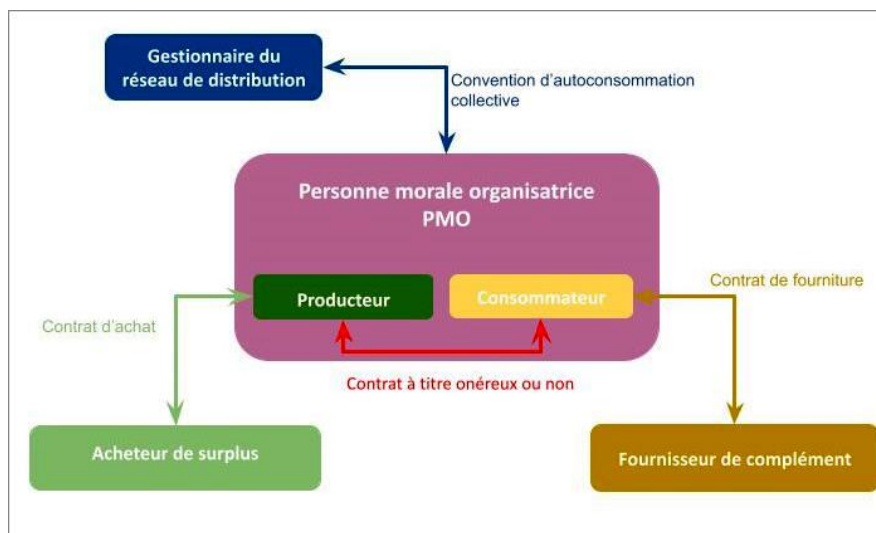 Gestionnaire du
réseau de distribution
Convention d'autoconsommation
collective
Personne morale organisatrice
PMO
Producteur
Consommateur
Contrat de fourniture
Contrat d'achat
Contrat à titre onéreux ou non
Acheteur de surplus
Fournisseur de complément